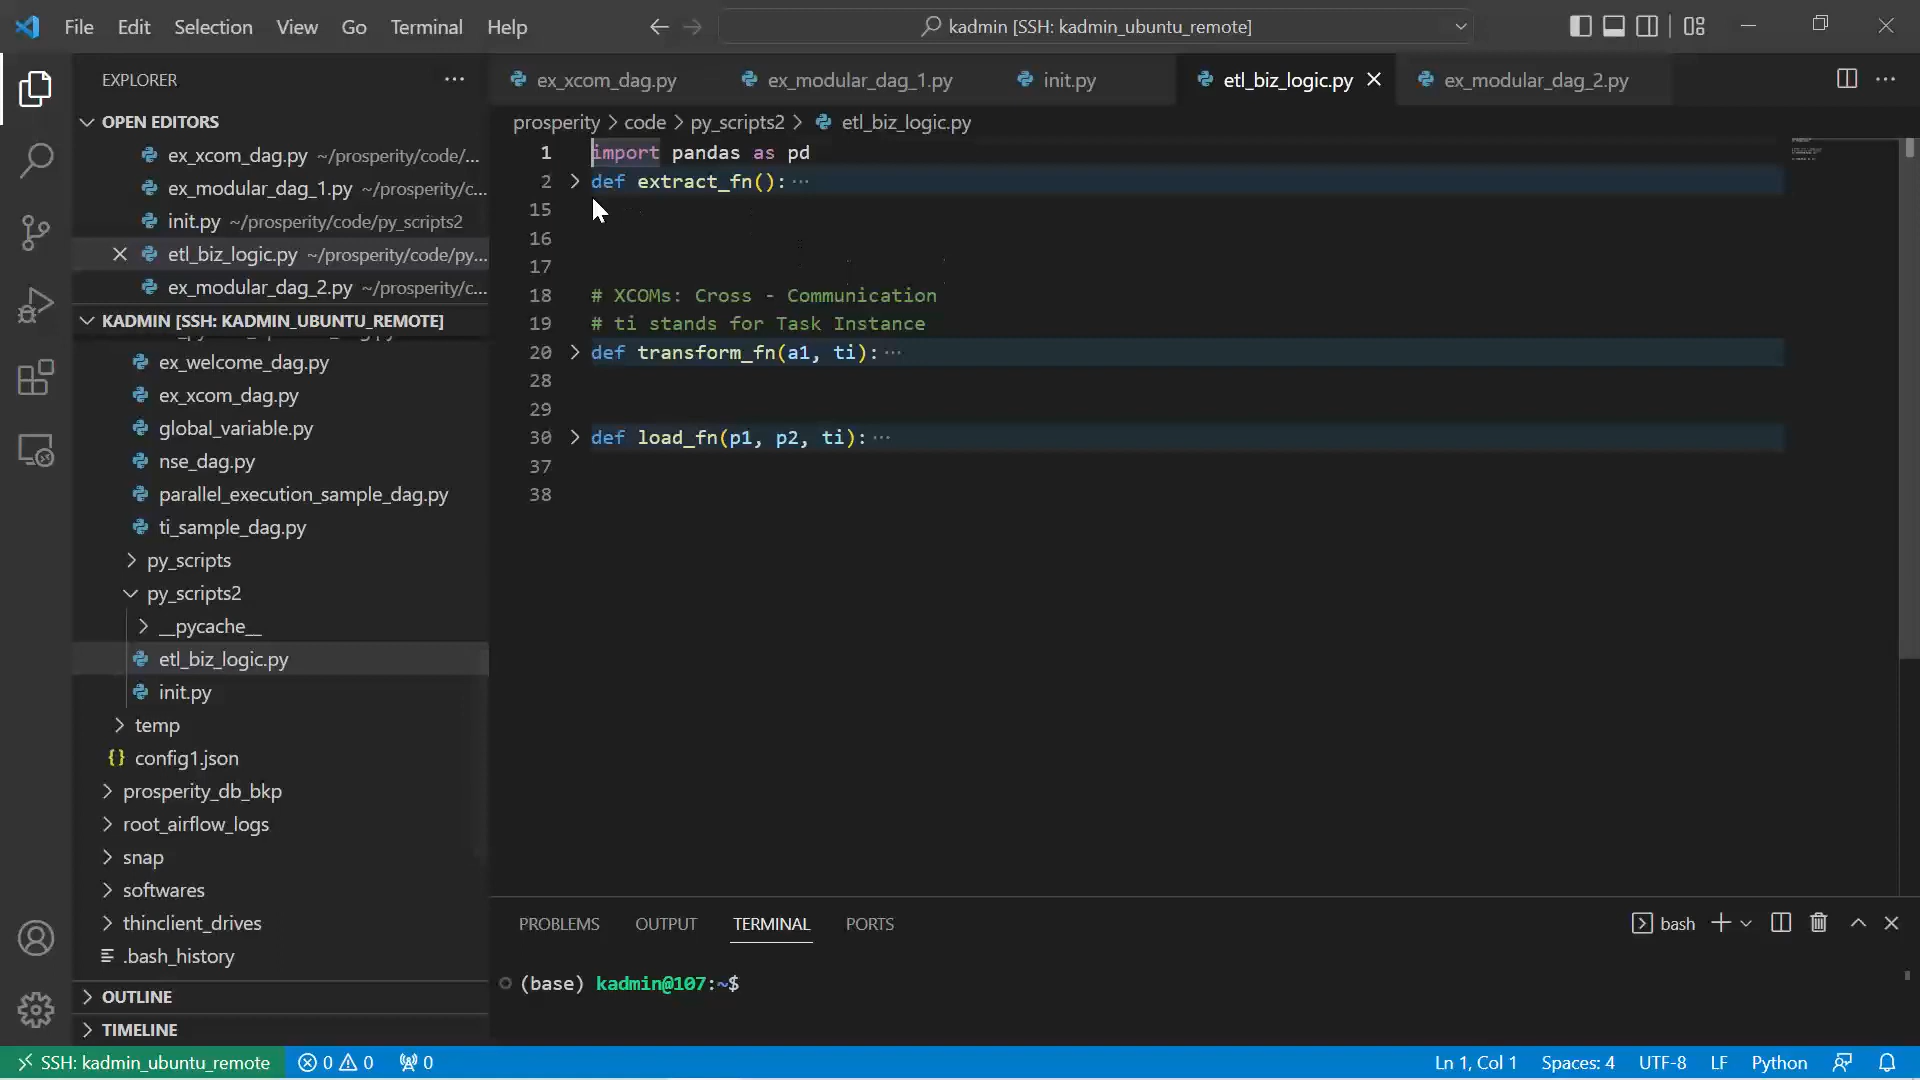 File Edit Selection View Go Terminal Help
kadmin [SSH: kadmin_ubuntu_remote]
EXPLORER
ex_xcom_dag.py
ex_modular_dag_1.py
init.py
etl_biz_logic.py
ex_modular_dag_2.py
OPEN EDITORS
ex_xcom_dag.py ~/prosperity/code/...
ex_modular_dag_1.py ~/prosperity/c...
init.py ~/prosperity/code/py_scripts2
etl_biz_logic.py ~/prosperity/code/py...
ex_modular_dag_2.py ~/prosperity/c...
KADMIN [SSH: KADMIN_UBUNTU_REMOTE]
ex_welcome_dag.py
ex_xcom_dag.py
global_variable.py
nse_dag.py
parallel_execution_sample_dag.py
ti_sample_dag.py
py_scripts
py_scripts2
__pycache__
etl_biz_logic.py
init.py
temp
{} config1.json
prosperity_db_bkp
root_airflow_logs
snap
softwares
thinclient_drives
.bash_history
OUTLINE
TIMELINE
prosperity > code > py_scripts2 > etl_biz_logic.py
1 import pandas as pd
2 def extract_fn(): ...
15
16
17
18 # XCOMs: Cross - Communication
19 # ti stands for Task Instance
20 def transform_fn(a1, ti): ...
28
29
30 def load_fn(p1, p2, ti): ...
37
38
PROBLEMS OUTPUT TERMINAL PORTS
bash
(base) kadmin@107:~$
SSH: kadmin_ubuntu_remote 0 0 0
Ln 1, Col 1 Spaces: 4 UTF-8 LF Python